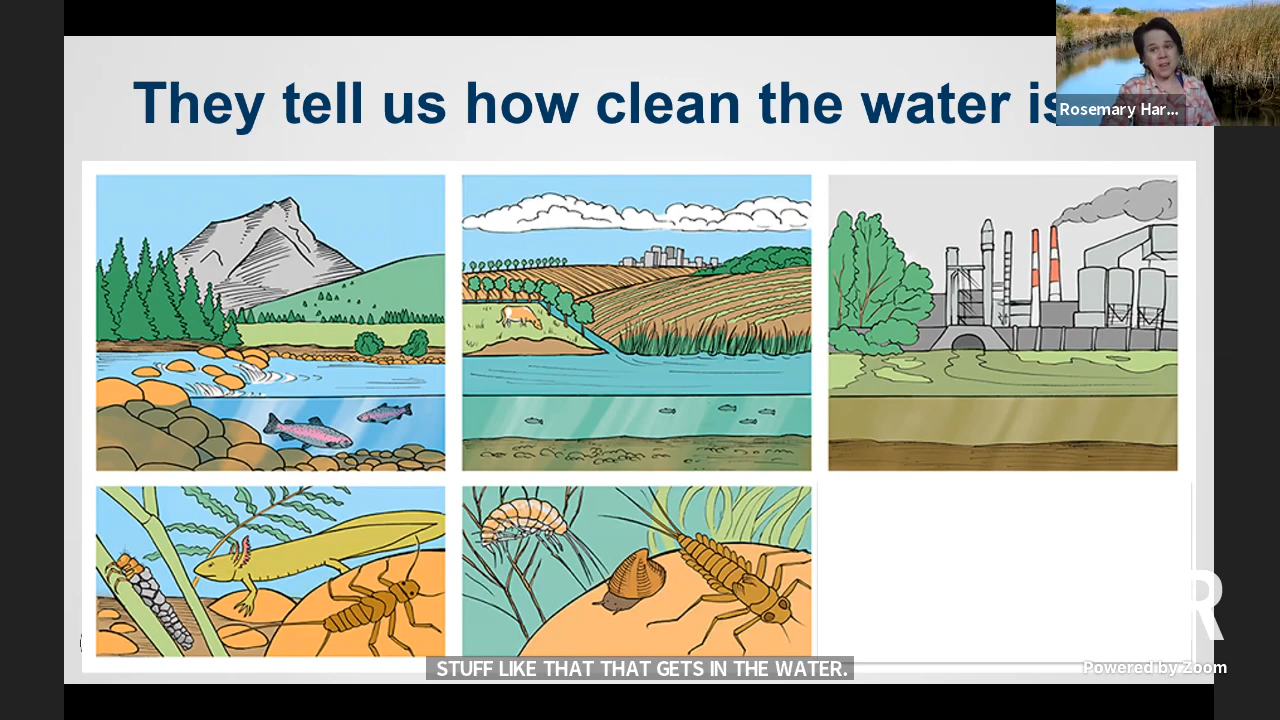 They tell us how clean the water is
Rosemary Har...
R
STUFF LIKE THAT THAT GETS IN THE WATER.
Powered by Zoom